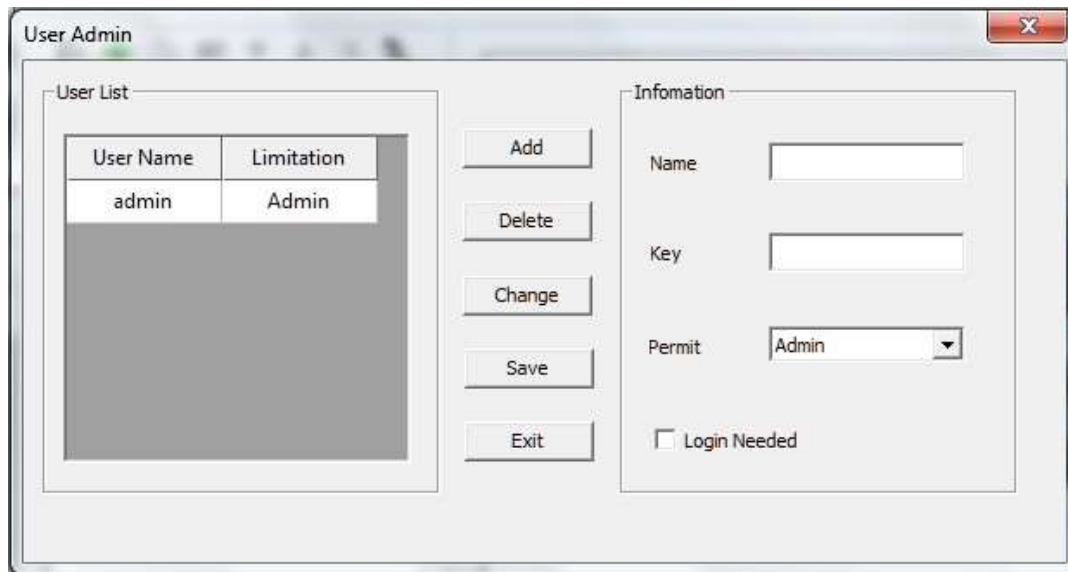 User Admin
User List
User Name Limitation
admin Admin
Add
Delete
Change
Save
Exit
Infomation
Name
Key
Permit Admin
Login Needed